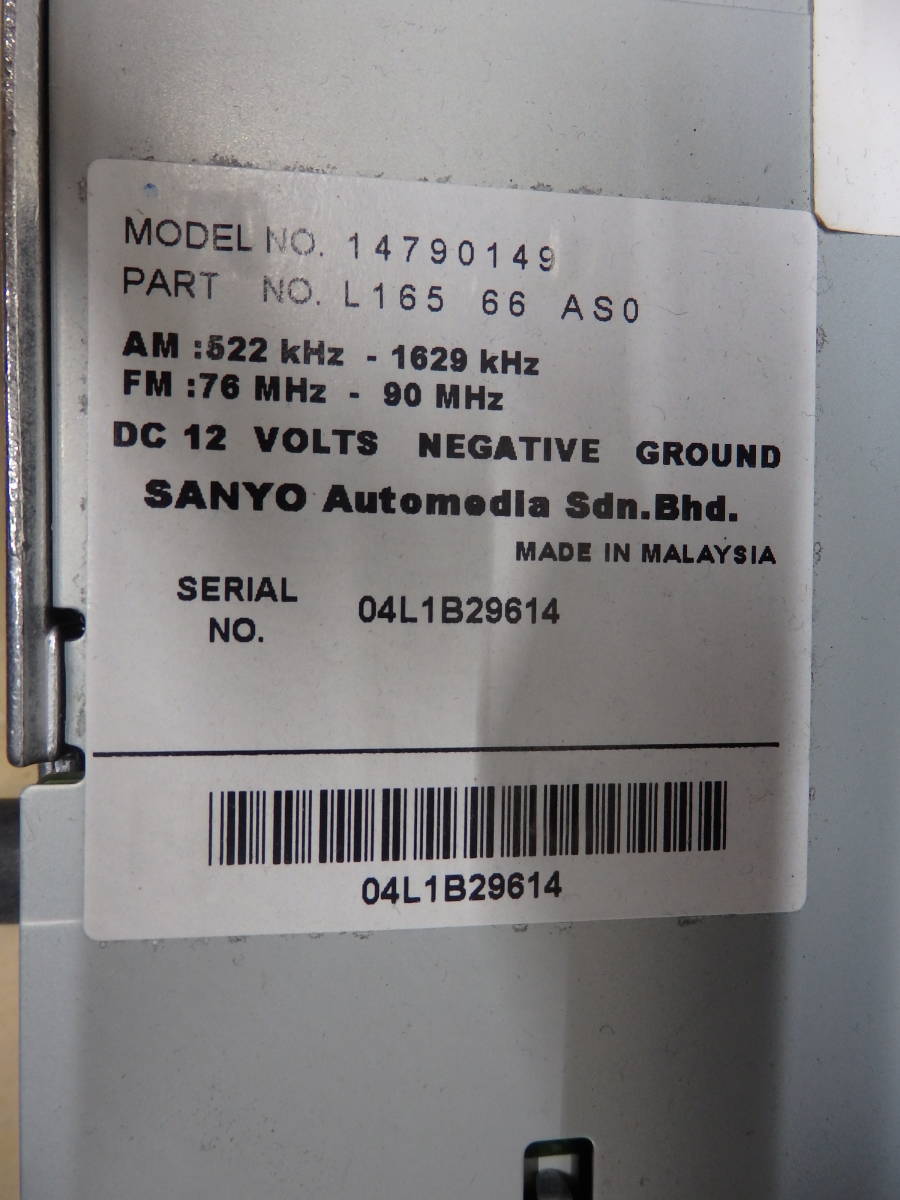 MODEL NO. 14790149
PART NO. L165 66 AS0
AM :522 kHz - 1629 kHz
FM :76 MHz - 90 MHz
DC 12 VOLTS NEGATIVE GROUND
SANYO Automedia Sdn.Bhd.
MADE IN MALAYSIA
SERIAL NO. 04L1B29614
04L1B29614